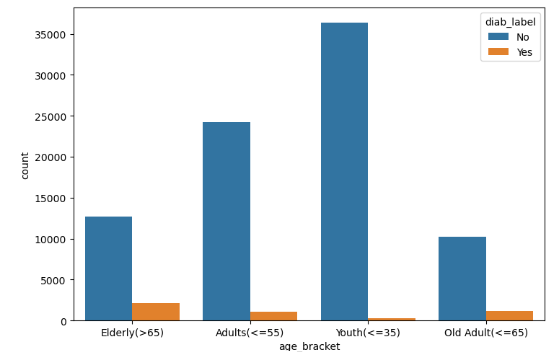 diab_label
No
Yes
35000
30000
25000
20000
15000
10000
5000
0
count
Elderly(>65) Adults(<=55) Youth(<=35) Old Adult(<=65)
age_bracket